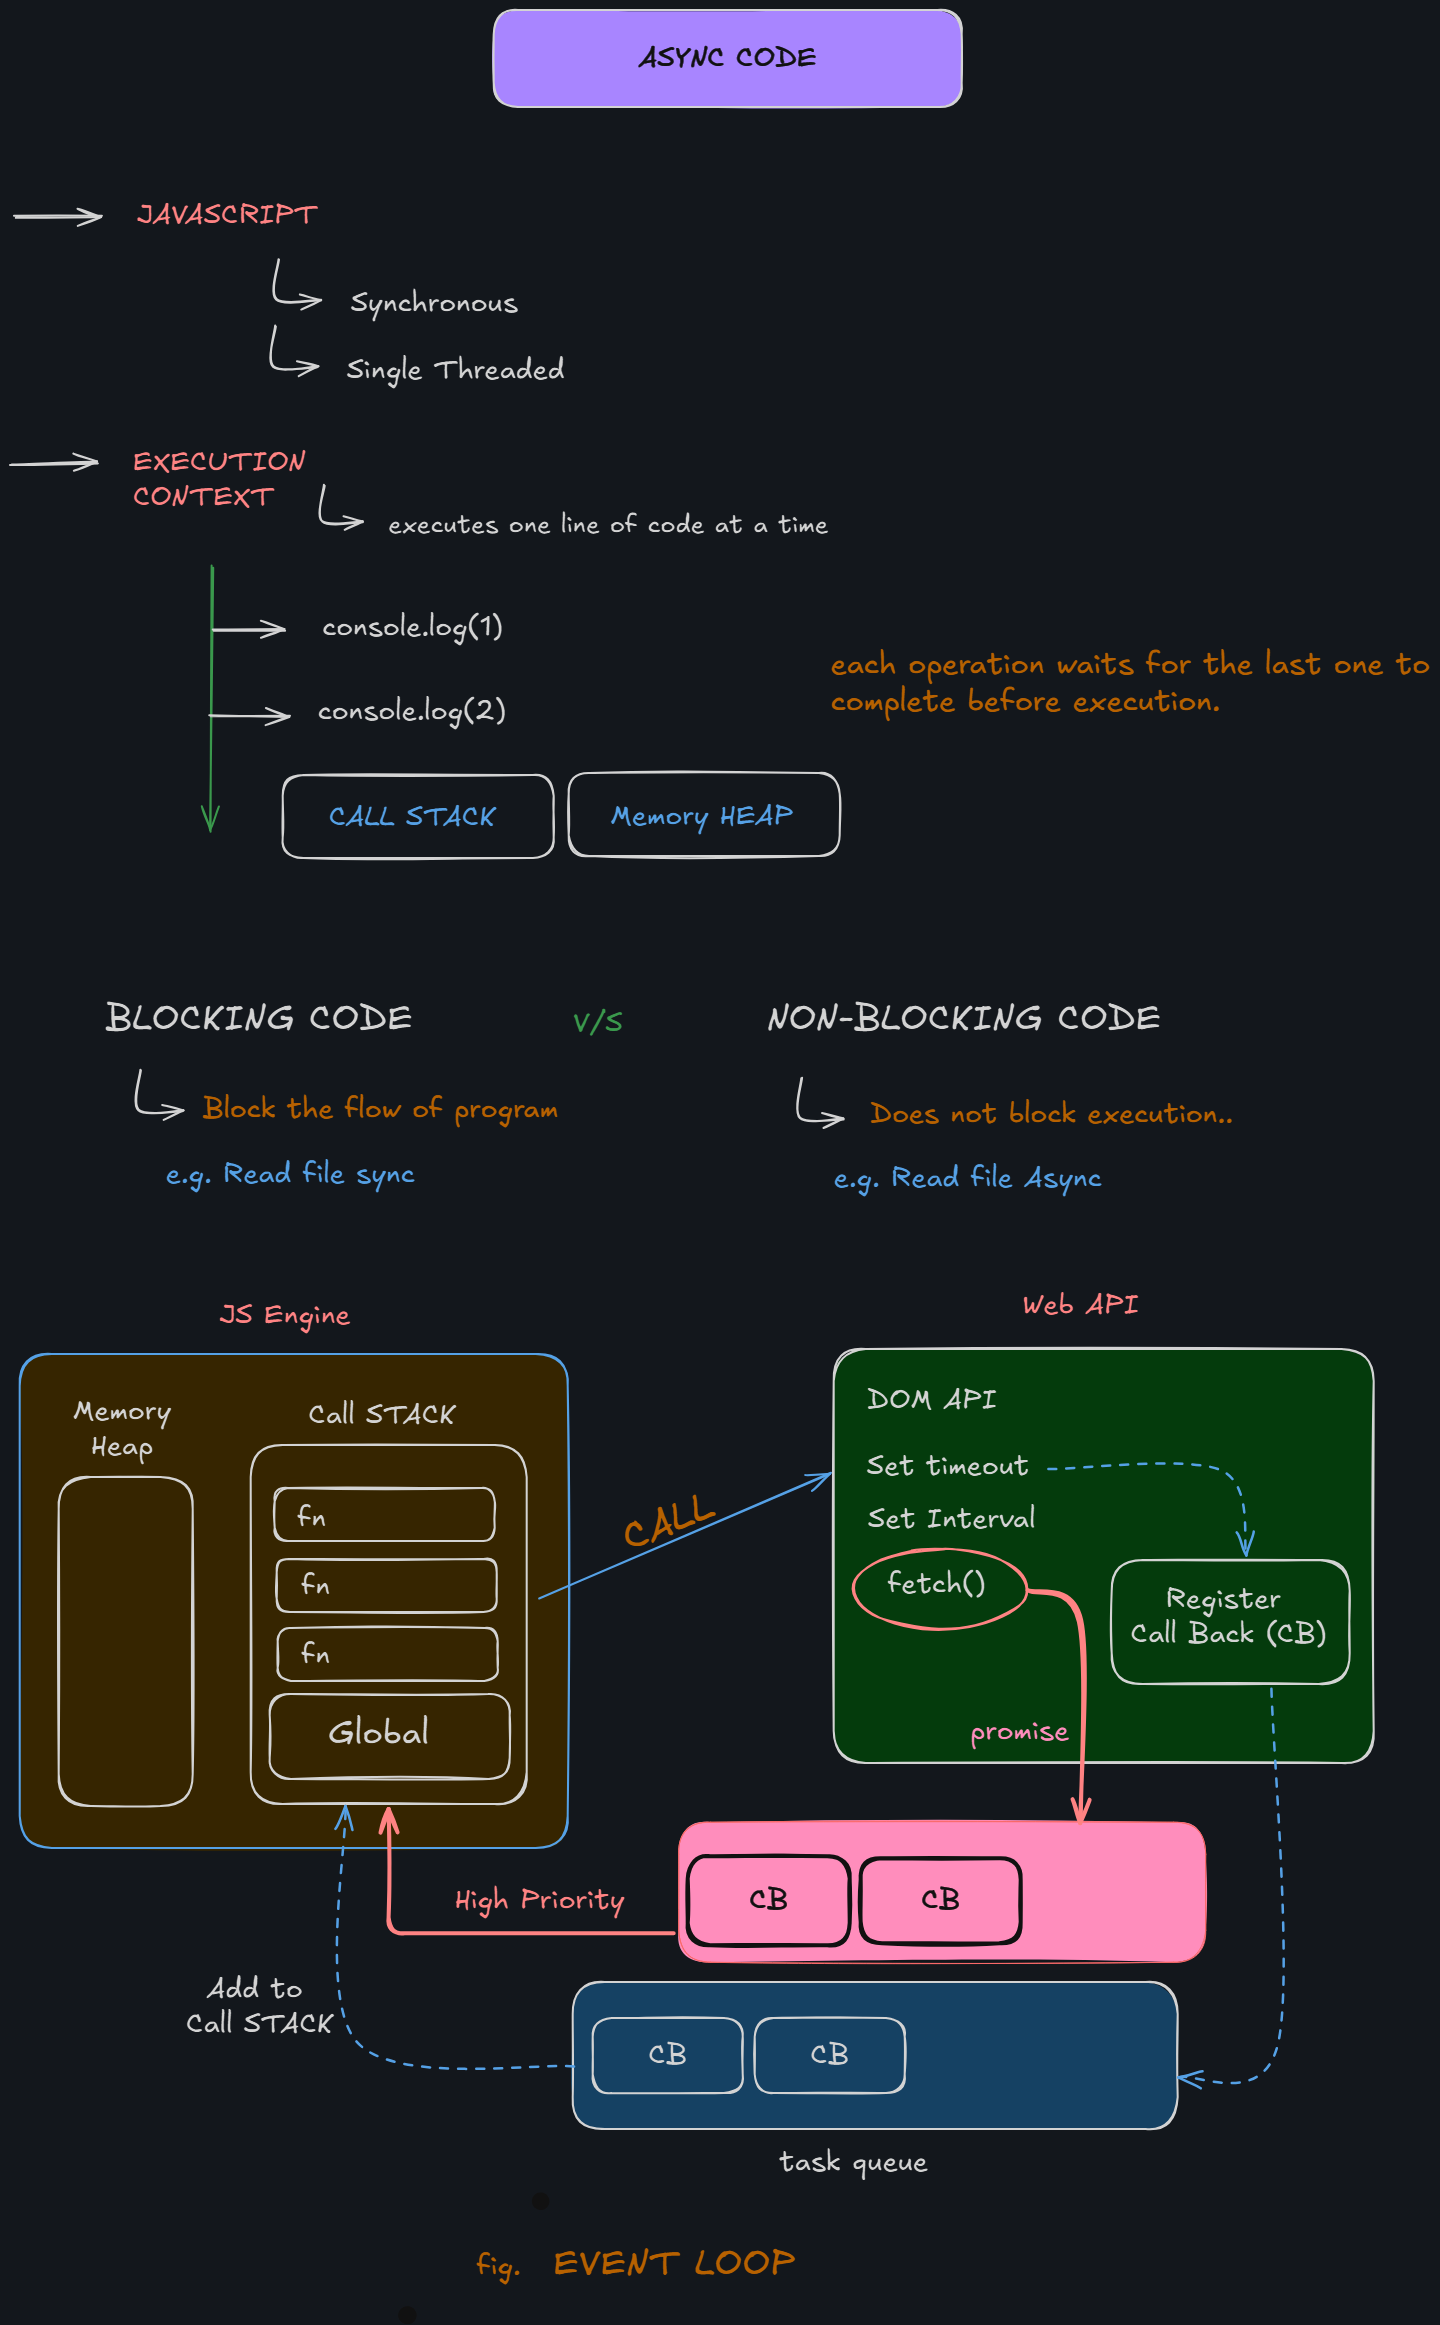 ASYNC CODE
JAVASCRIPT
Synchronous
Single Threaded
EXECUTION
CONTEXT
executes one line of code at a time
console.log(1)
each operation waits for the last one to
complete before execution.
console.log(2)
CALL STACK
Memory HEAP
BLOCKING CODE
V/S
NON-BLOCKING CODE
Block the flow of program
Does not block execution..
e.g. Read file sync
e.g. Read file Async
JS Engine
Web API
Memory
Heap
Call STACK
fn
fn
fn
Global
CALL
DOM API
Set timeout
Set Interval
fetch()
Register
Call Back (CB)
promise
CB
CB
High Priority
Add to
Call STACK
CB
CB
task queue
fig.
EVENT LOOP